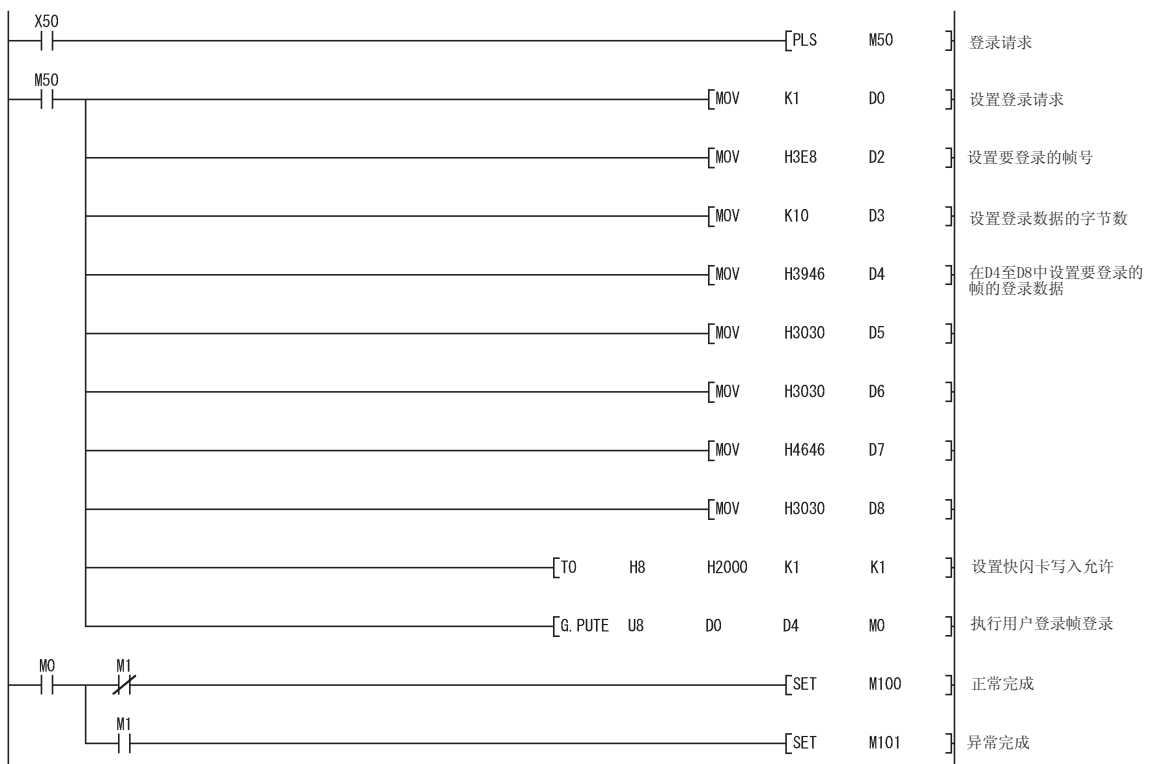 X50
PLS M50 登录请求
M50
MOV K1 D0 设置登录请求
MOV H3E8 D2 设置要登录的帧号
MOV K10 D3 设置登录数据的字节数
MOV H3946 D4 在D4至D8中设置要登录的
帧的登录数据
MOV H3030 D5
MOV H3030 D6
MOV H4646 D7
MOV H3030 D8
TO H8 H2000 K1 K1 设置快闪卡写入允许
G.PUTE U8 D0 D4 M0 执行用户登录帧登录
M0 M1
SET M100 正常完成
M1
SET M101 异常完成